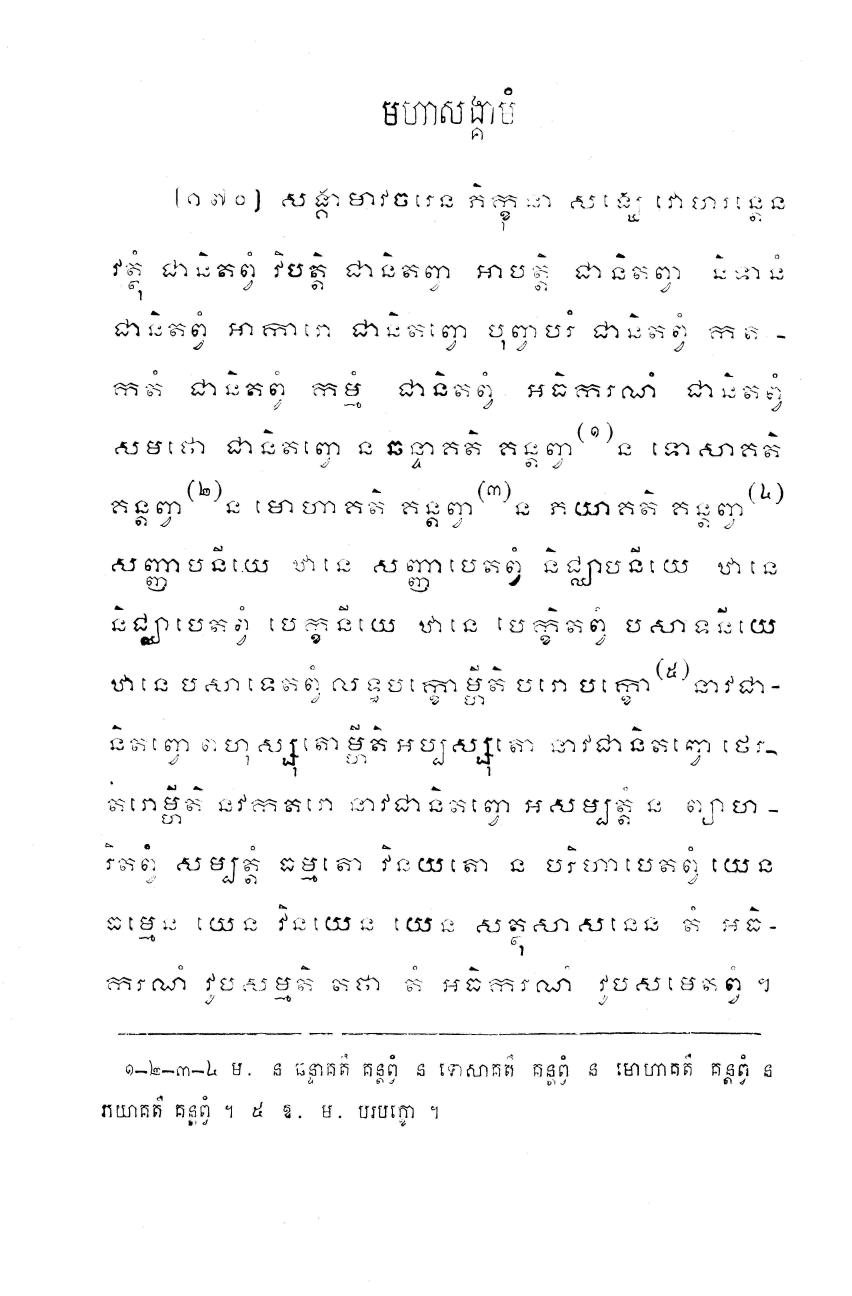 មហាសង្គាមំ
[១៧០] សង្គាមាវចរេន ភិក្ខុនា សង្ឃេ វោហរន្តេន
វត្ថុំ ជានិតព្វំ វិបត្តិ ជានិតព្វា អាបត្តិ ជានិតព្វា និទានំ
ជានិតព្វំ អាការោ ជានិតព្វោ បុព្វាបរំ ជានិតព្វំ កត-
កតំ ជានិតព្វំ កម្មំ ជានិតព្វំ អធិករណំ ជានិតព្វំ
សមថោ ជានិតព្វោ ន ឆន្ទាគតិ គន្តព្វា(១)ន ទោសាគតិ
គន្តព្វា(២)ន មោហាគតិ គន្តព្វា(៣)ន ភយាគតិ គន្តព្វា(៤)
សញ្ញាបនីយេ ឋានេ សញ្ញាបេតព្វំ និជ្ឈាបនីយេ ឋានេ
និជ្ឈាបេតព្វំ បេក្ខនីយេ ឋានេ បេក្ខិតព្វំ បសាទនីយេ
ឋានេ បសាទេតព្វំ លទ្ធបក្ខោម្ហីតិ បរោ បក្ខោ(៥)នាវជា-
និតព្វោ ពហុស្សុតោម្ហីតិ អប្បស្សុតោ នាវជានិតព្វោ ថេរ-
តរោម្ហីតិ នវកតរោ នាវជានិតព្វោ អសម្បត្តំ ន ព្យាហ-
រិតព្វំ សម្បត្តំ ធម្មតោ វិនយតោ ន បរិហាបេតព្វំ យេន
ធម្មេន យេន វិនយេន យេន សត្ថុសាសនេន តំ អធិ-
ករណំ វូបសម្មតិ តថា តំ អធិករណំ វូបសមេតព្វំ ។
១-២-៣-៤ ម. ន ឆន្ទាគតឹ គន្តព្វំ ន ទោសាគតឹ គន្តព្វំ ន មោហាគតឹ គន្តព្វំ ន
ភយាគតឹ គន្តព្វំ ។ ៥ ឱ. ម. បរបក្ខោ ។